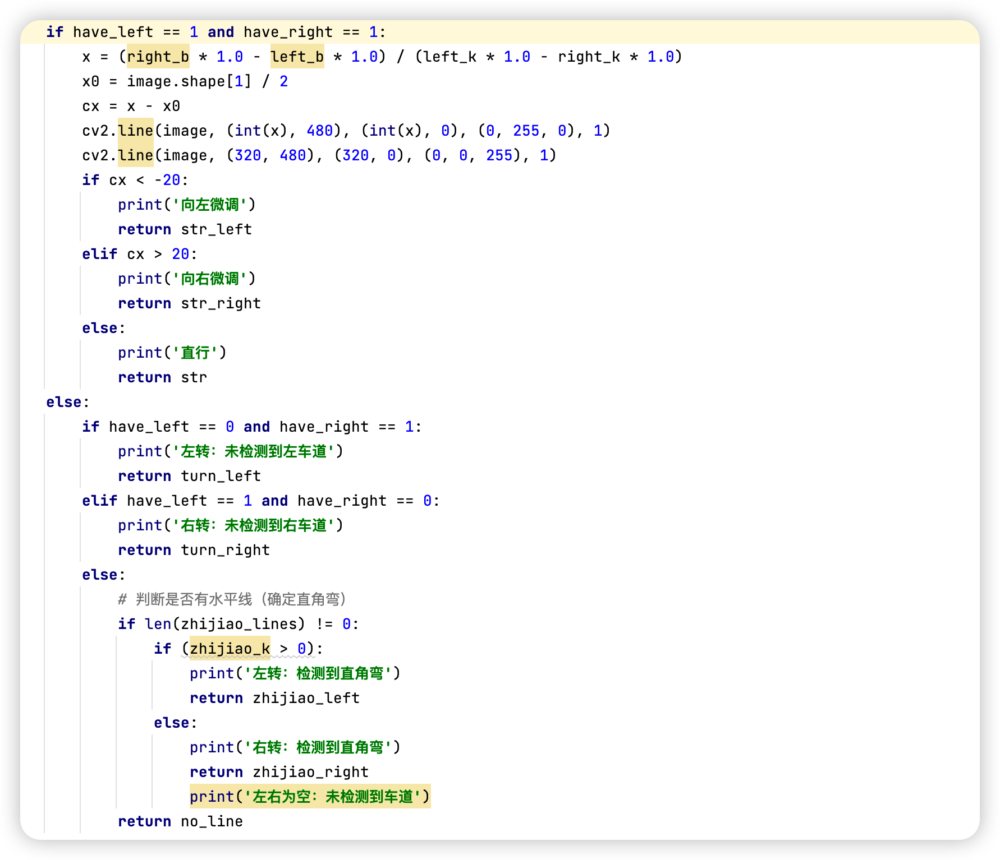 if have_left == 1 and have_right == 1:
    x = (right_b * 1.0 - left_b * 1.0) / (left_k * 1.0 - right_k * 1.0)
    x0 = image.shape[1] / 2
    cx = x - x0
    cv2.line(image, (int(x), 480), (int(x), 0), (0, 255, 0), 1)
    cv2.line(image, (320, 480), (320, 0), (0, 0, 255), 1)
    if cx < -20:
        print('向左微调')
        return str_left
    elif cx > 20:
        print('向右微调')
        return str_right
    else:
        print('直行')
        return str
else:
    if have_left == 0 and have_right == 1:
        print('左转：未检测到左车道')
        return turn_left
    elif have_left == 1 and have_right == 0:
        print('右转：未检测到右车道')
        return turn_right
    else:
        # 判断是否有水平线（确定直角弯）
        if len(zhijiao_lines) != 0:
            if (zhijiao_k > 0):
                print('左转：检测到直角弯')
                return zhijiao_left
            else:
                print('右转：检测到直角弯')
                return zhijiao_right
                print('左右为空：未检测到车道')
        return no_line